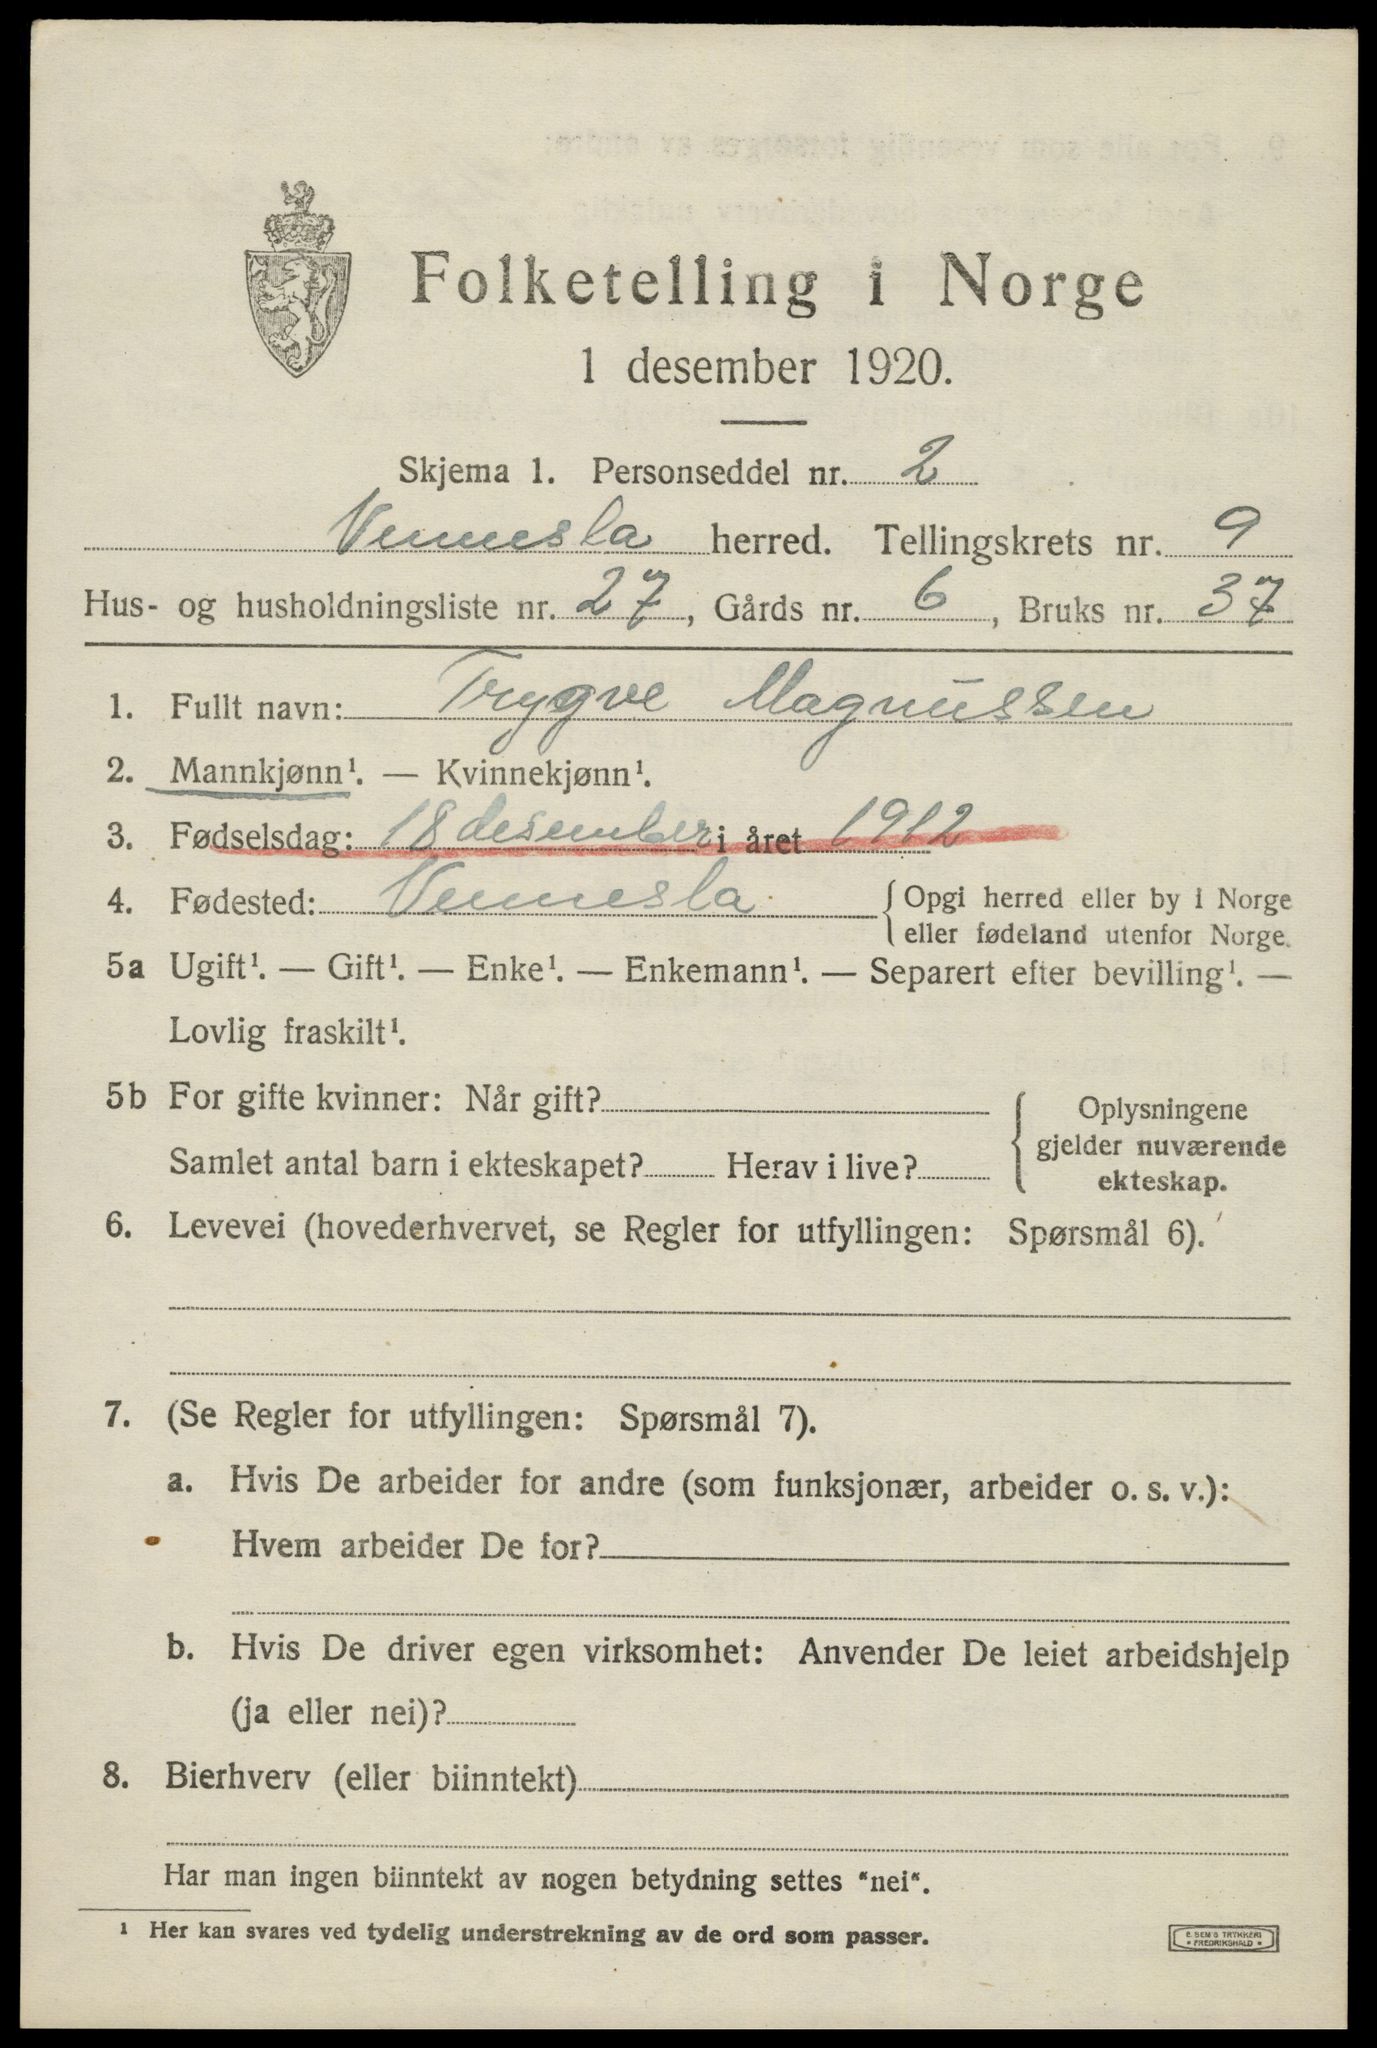 Folketelling i Norge
1 desember 1920.
Skjema 1. Personseddel nr. 2
Vennesla herred. Tellingskrets nr. 9
Hus- og husholdningsliste nr. 27, Gårds nr. 6, Bruks nr. 37
1. Fullt navn: Trygve Magnussen
2. Mannkjønn¹. — Kvinnekjønn¹.
3. Fødselsdag: 18 desember i året 1912
4. Fødested: Vennesla
Opgi herred eller by i Norge
eller fødeland utenfor Norge.
5a Ugift¹. — Gift¹. — Enke¹. — Enkemann¹. — Separert efter bevilling¹. —
Lovlig fraskilt¹.
5b For gifte kvinner: Når gift?
Samlet antal barn i ekteskapet? Herav i live?
Oplysningene
gjelder nuværende
ekteskap.
6. Levevei (hovederhvervet, se Regler for utfyllingen: Spørsmål 6).
7. (Se Regler for utfyllingen: Spørsmål 7).
a. Hvis De arbeider for andre (som funksjonær, arbeider o. s. v.):
Hvem arbeider De for?
b. Hvis De driver egen virksomhet: Anvender De leiet arbeidshjelp
(ja eller nei)?
8. Bierhverv (eller biinntekt)
Har man ingen biinntekt av nogen betydning settes "nei".
¹ Her kan svares ved tydelig understrekning av de ord som passer.
E. SEM'S TRYKKERI
• FREDRIKSHALD •